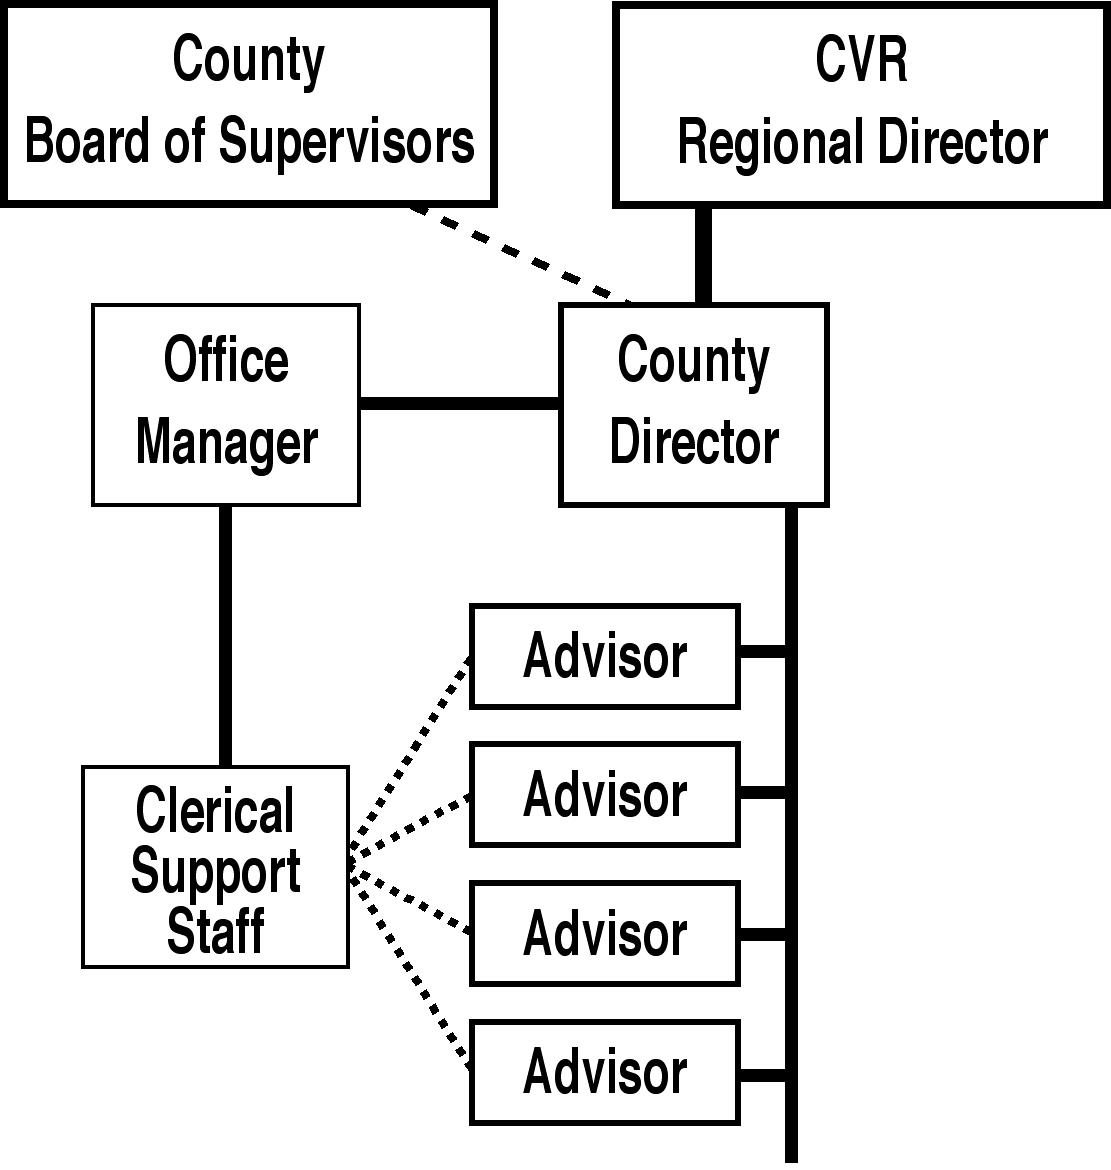 County
Board of Supervisors
CVR
Regional Director
Office
Manager
County
Director
Advisor
Advisor
Clerical
Support
Staff
Advisor
Advisor